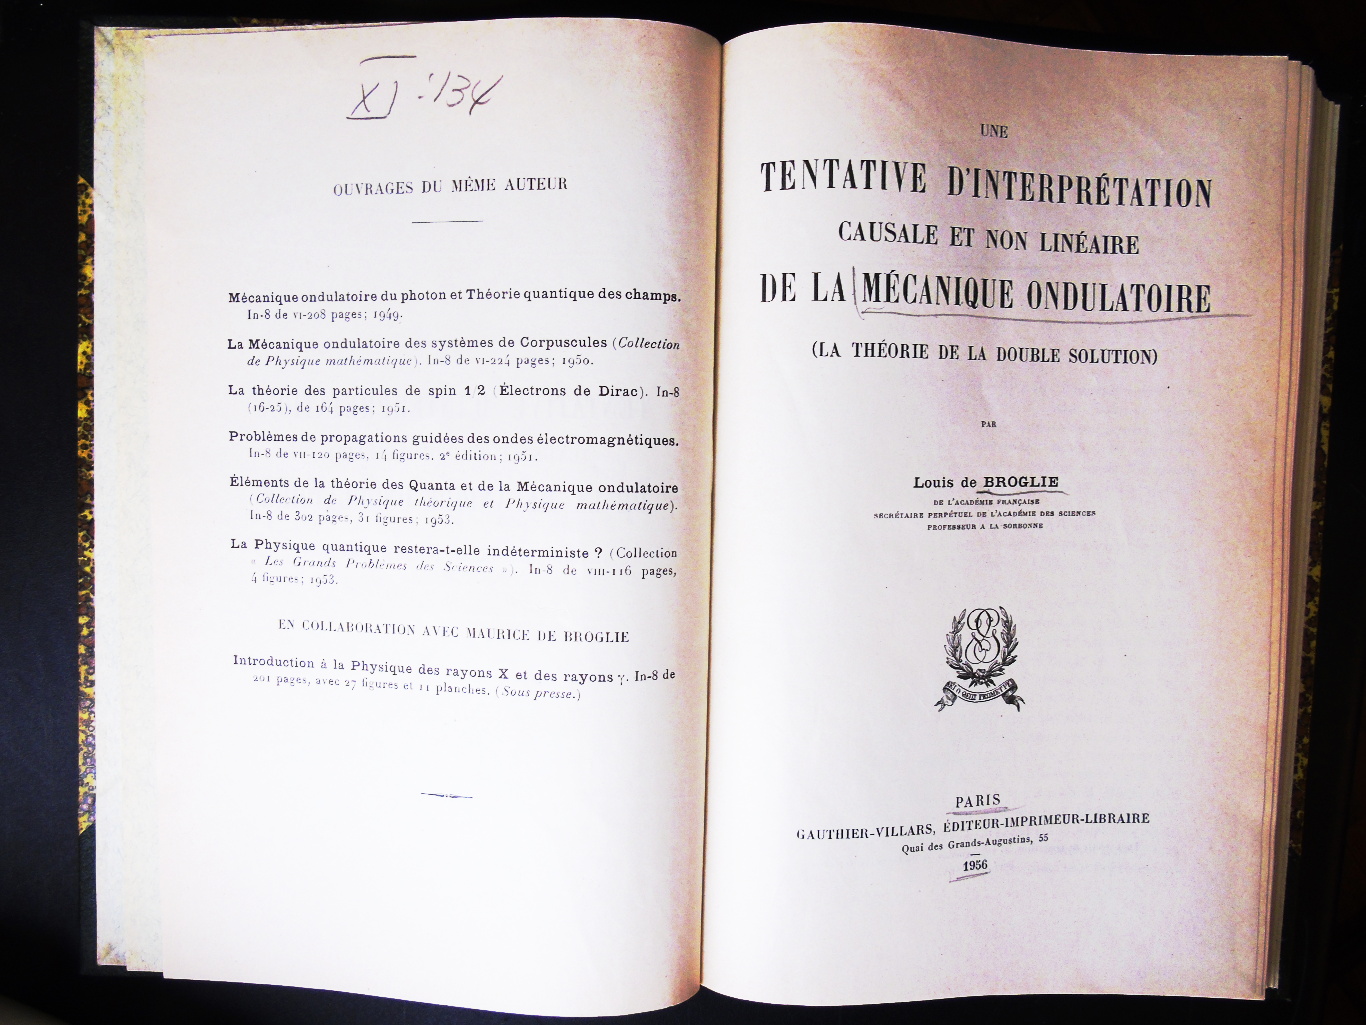 XI : 134
OUVRAGES DU MÊME AUTEUR
Mécanique ondulatoire du photon et Théorie quantique des champs.
In-8 de VI-208 pages; 1949.
La Mécanique ondulatoire des systèmes de Corpuscules (Collection
de Physique mathématique). In-8 de VI-224 pages; 1950.
La théorie des particules de spin 1/2 (Électrons de Dirac). In-8
(16-25), de 164 pages; 1951.
Problèmes de propagations guidées des ondes électromagnétiques.
In-8 de VII-120 pages, 14 figures, 2e édition; 1951.
Éléments de la théorie des Quanta et de la Mécanique ondulatoire
(Collection de Physique théorique et Physique mathématique).
In-8 de 302 pages, 31 figures; 1953.
La Physique quantique restera-t-elle indéterministe ? (Collection
« Les Grands Problèmes des Sciences »). In-8 de VIII-116 pages,
4 figures; 1953.
EN COLLABORATION AVEC MAURICE DE BROGLIE
Introduction à la Physique des rayons X et des rayons γ. In-8 de
201 pages, avec 27 figures et 11 planches. (Sous presse.)
UNE
TENTATIVE D'INTERPRÉTATION
CAUSALE ET NON LINÉAIRE
DE LA MÉCANIQUE ONDULATOIRE
(LA THÉORIE DE LA DOUBLE SOLUTION)
PAR
Louis de BROGLIE
DE L'ACADÉMIE FRANÇAISE
SECRÉTAIRE PERPÉTUEL DE L'ACADÉMIE DES SCIENCES
PROFESSEUR A LA SORBONNE
PARIS
GAUTHIER-VILLARS, ÉDITEUR-IMPRIMEUR-LIBRAIRE
Quai des Grands-Augustins, 55
1956